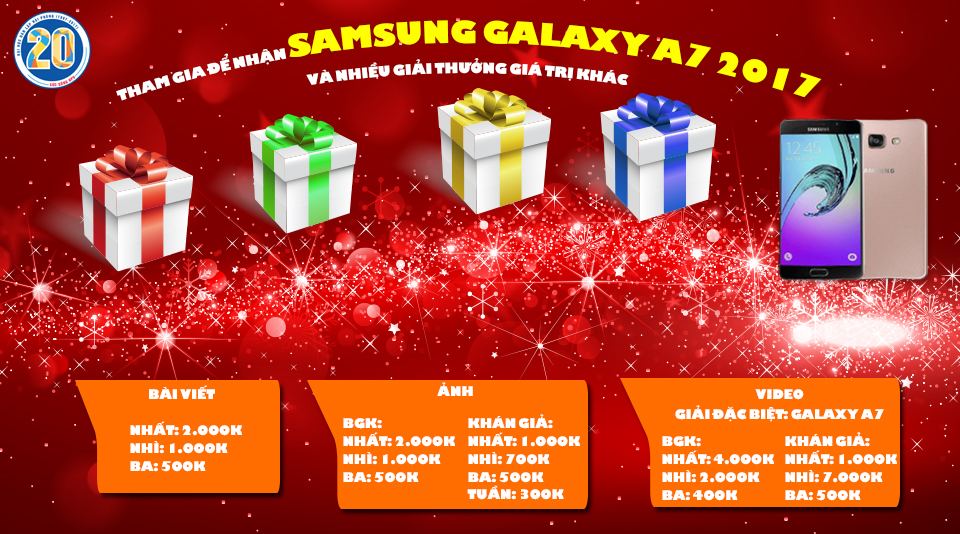 20
THAM GIA ĐỂ NHẬN SAMSUNG GALAXY A7 2017
VÀ NHIỀU GIẢI THƯỞNG GIÁ TRỊ KHÁC
SAMSUNG
12:45
SAMSUNG
BÀI VIẾT
NHẤT: 2.000K
NHÌ: 1.000K
BA: 500K
ẢNH
BGK:
NHẤT: 2.000K
NHÌ: 1.000K
BA: 500K
KHÁN GIẢ:
NHẤT: 1.000K
NHÌ: 700K
BA: 500K
TUẦN: 300K
VIDEO
GIẢI ĐẶC BIỆT: GALAXY A7
BGK:
NHẤT: 4.000K
NHÌ: 2.000K
BA: 400K
KHÁN GIẢ:
NHẤT: 1.000K
NHÌ: 7.000K
BA: 500K